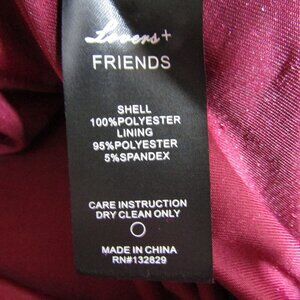 Lovers +
FRIENDS
SHELL
100%POLYESTER
LINING
95%POLYESTER
5%SPANDEX
CARE INSTRUCTION
DRY CLEAN ONLY
MADE IN CHINA
RN#132829